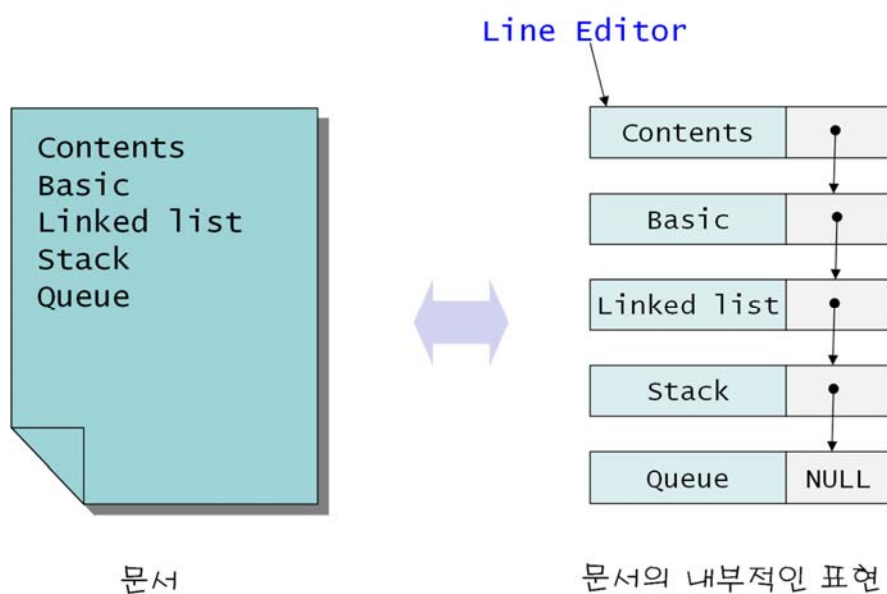 Line Editor
Contents
Basic
Linked list
Stack
Queue
Contents
Basic
Linked list
Stack
Queue NULL
문서
문서의 내부적인 표현